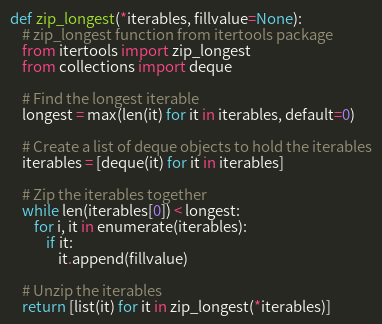 def zip_longest(*iterables, fillvalue=None):
# zip_longest function from itertools package
from itertools import zip_longest
from collections import deque
# Find the longest iterable
longest = max(len(it) for it in iterables, default=0)
# Create a list of deque objects to hold the iterables
iterables = [deque(it) for it in iterables]
# Zip the iterables together
while len(iterables[0]) < longest:
for i, it in enumerate(iterables):
if it:
it.append(fillvalue)
# Unzip the iterables
return [list(it) for it in zip_longest(*iterables)]